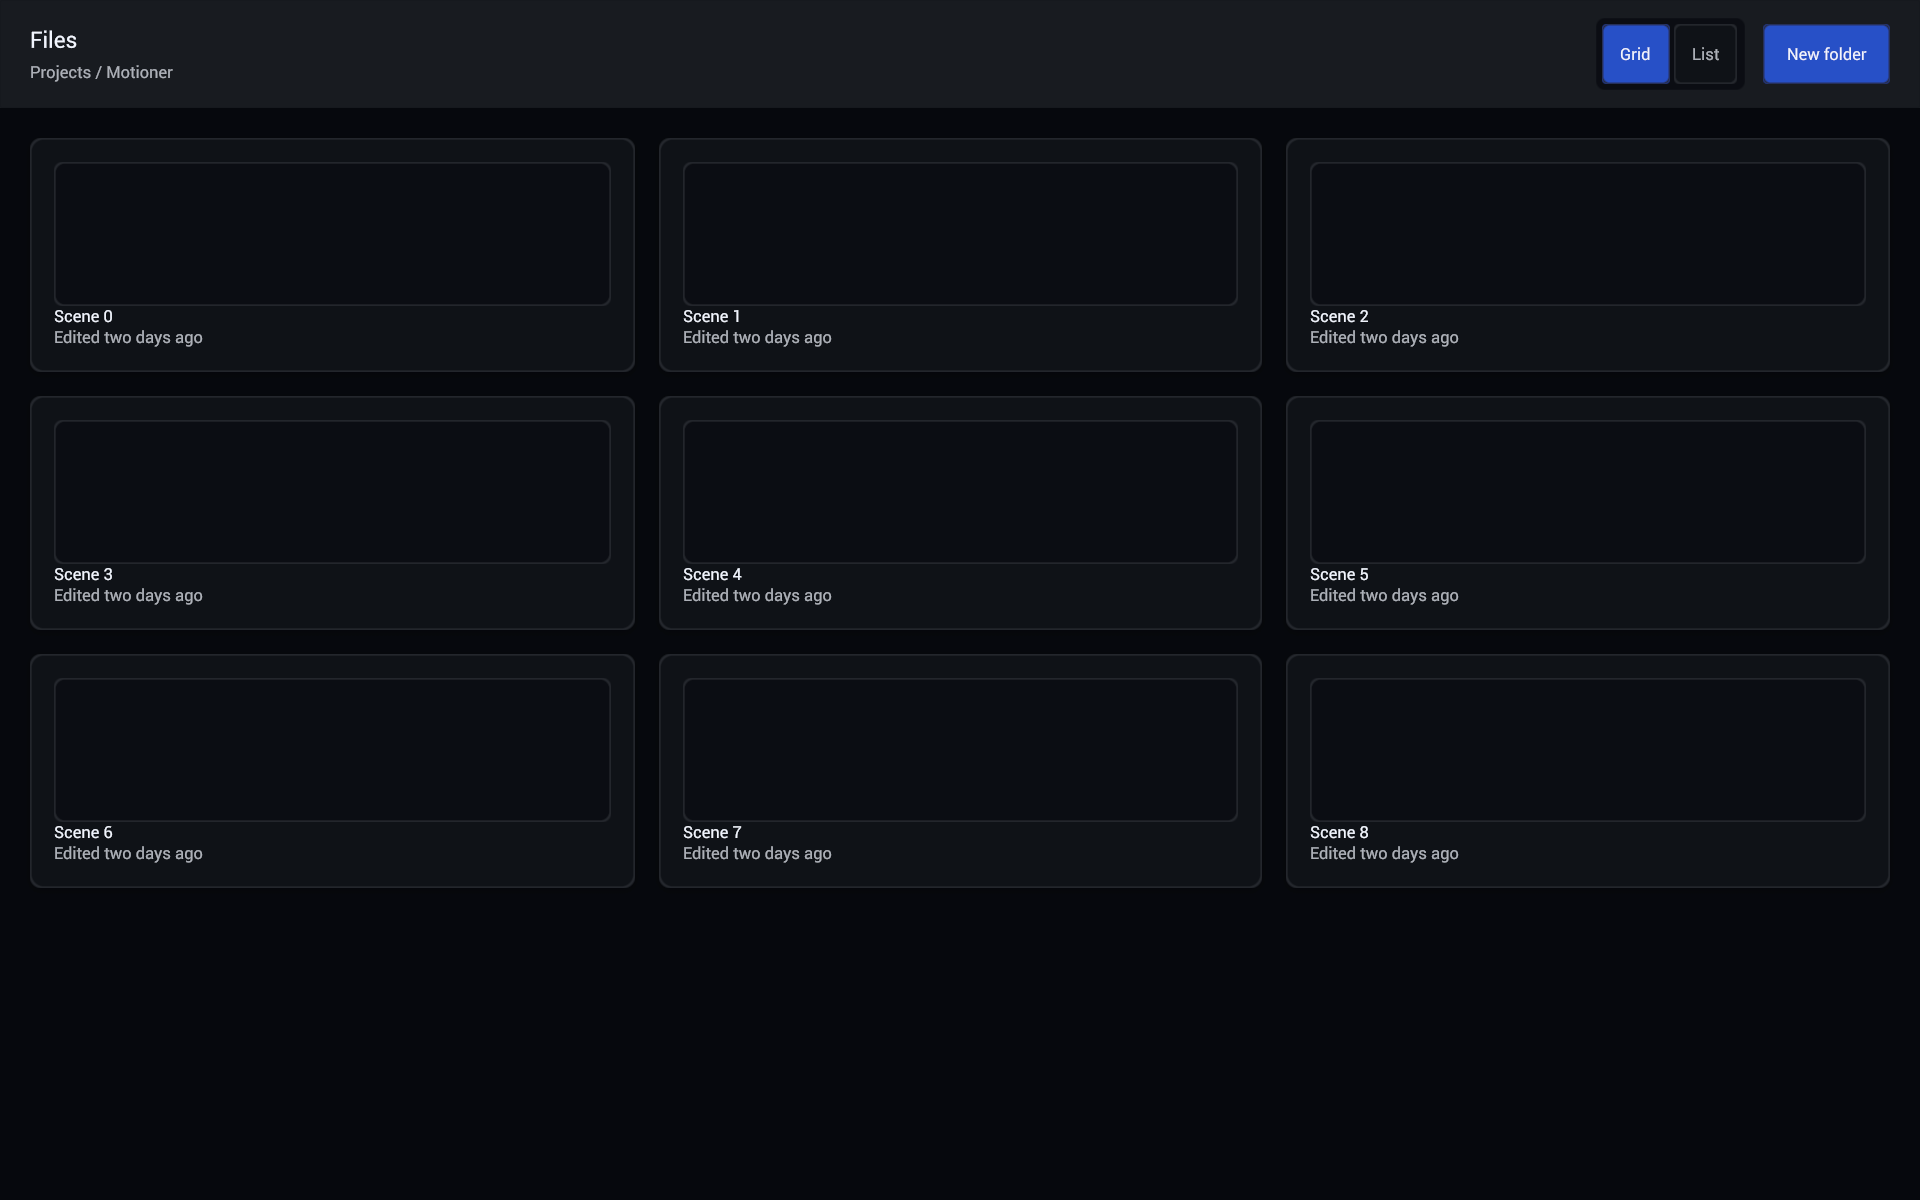 Files
Projects / Motioner
Grid
List
New folder
Scene 0
Edited two days ago
Scene 1
Edited two days ago
Scene 2
Edited two days ago
Scene 3
Edited two days ago
Scene 4
Edited two days ago
Scene 5
Edited two days ago
Scene 6
Edited two days ago
Scene 7
Edited two days ago
Scene 8
Edited two days ago